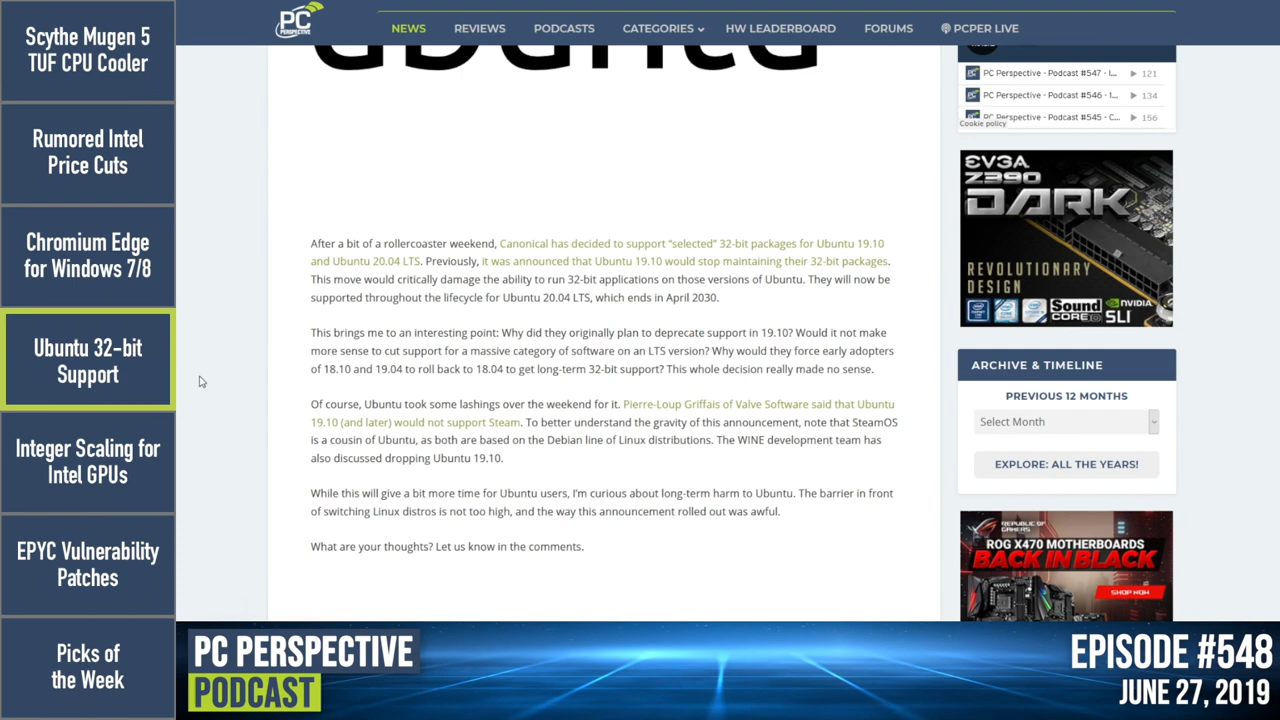 Scythe Mugen 5
TUF CPU Cooler
Rumored Intel
Price Cuts
Chromium Edge
for Windows 7/8
Ubuntu 32-bit
Support
Integer Scaling for
Intel GPUs
EPYC Vulnerability
Patches
Picks of
the Week
PC
PERSPECTIVE
NEWS REVIEWS PODCASTS CATEGORIES HW LEADERBOARD FORUMS PCPER LIVE
After a bit of a rollercoaster weekend, Canonical has decided to support “selected” 32-bit packages for Ubuntu 19.10
and Ubuntu 20.04 LTS. Previously, it was announced that Ubuntu 19.10 would stop maintaining their 32-bit packages.
This move would critically damage the ability to run 32-bit applications on those versions of Ubuntu. They will now be
supported throughout the lifecycle for Ubuntu 20.04 LTS, which ends in April 2030.
This brings me to an interesting point: Why did they originally plan to deprecate support in 19.10? Would it not make
more sense to cut support for a massive category of software on an LTS version? Why would they force early adopters
of 18.10 and 19.04 to roll back to 18.04 to get long-term 32-bit support? This whole decision really made no sense.
Of course, Ubuntu took some lashings over the weekend for it. Pierre-Loup Griffais of Valve Software said that Ubuntu
19.10 (and later) would not support Steam. To better understand the gravity of this announcement, note that SteamOS
is a cousin of Ubuntu, as both are based on the Debian line of Linux distributions. The WINE development team has
also discussed dropping Ubuntu 19.10.
While this will give a bit more time for Ubuntu users, I’m curious about long-term harm to Ubuntu. The barrier in front
of switching Linux distros is not too high, and the way this announcement rolled out was awful.
What are your thoughts? Let us know in the comments.
PC Perspective - Podcast #547 - I... 121
PC Perspective - Podcast #546 - 1... 134
PC Perspective - Podcast #545 - C... 156
Cookie policy
EVGA
Z390
DARK
REVOLUTIONARY
DESIGN
Sound
CORE3D
NVIDIA
SLI
ARCHIVE & TIMELINE
PREVIOUS 12 MONTHS
Select Month
EXPLORE: ALL THE YEARS!
REPUBLIC OF
GAMERS
ROG X470 MOTHERBOARDS
BACK IN BLACK
SHOP NOW
PC PERSPECTIVE
PODCAST
EPISODE #548
JUNE 27, 2019